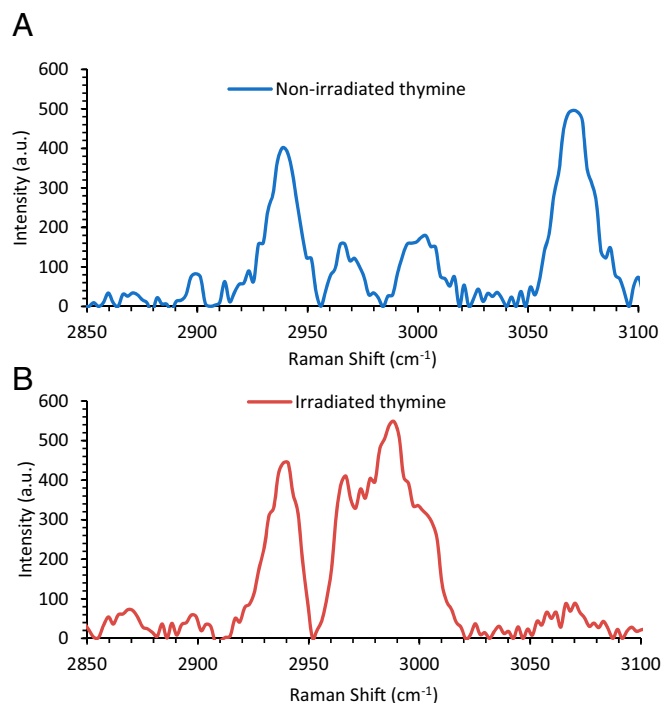 A
600
500
400
300
200
100
0
Intensity (a.u.)
Non-irradiated thymine
2850 2900 2950 3000 3050 3100
Raman Shift (cm⁻¹)
B
600
500
400
300
200
100
0
Intensity (a.u.)
Irradiated thymine
2850 2900 2950 3000 3050 3100
Raman Shift (cm⁻¹)